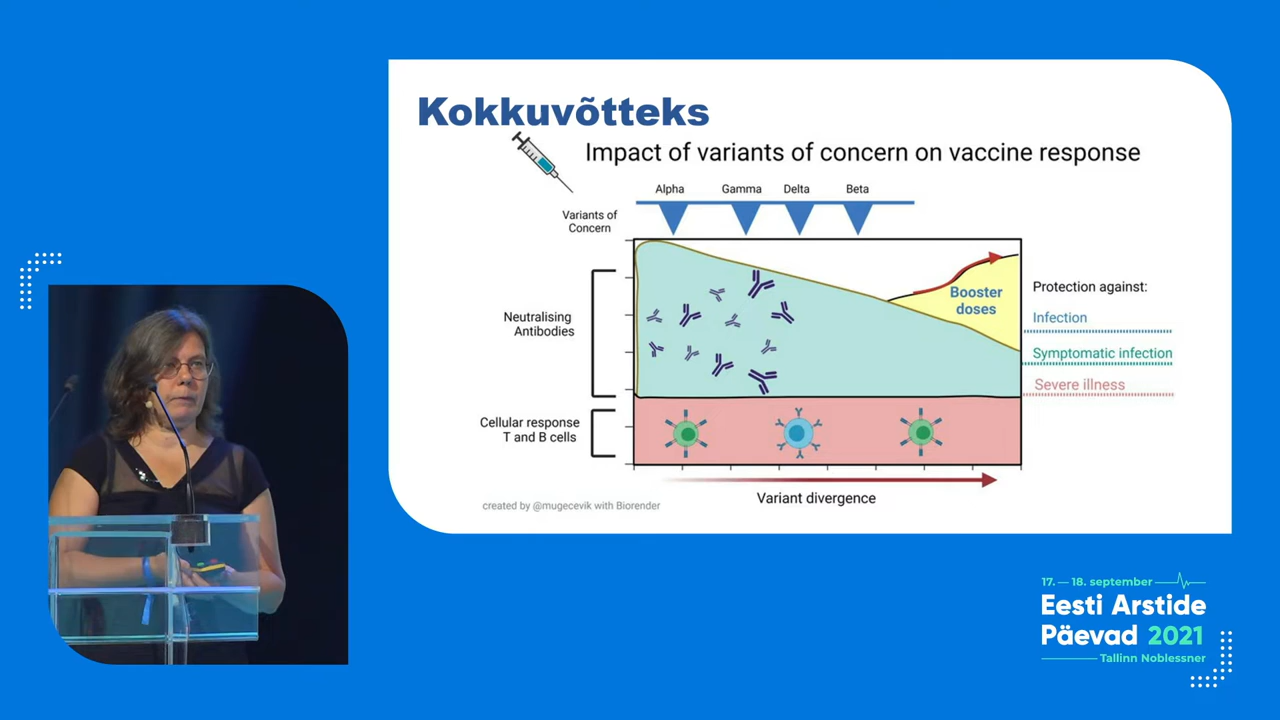 Kokkuvõtteks
Impact of variants of concern on vaccine response
Alpha
Gamma
Delta
Beta
Variants of
Concern
Neutralising
Antibodies
Booster
doses
Protection against:
Infection
Symptomatic infection
Severe illness
Cellular response
T and B cells
Variant divergence
created by @mugecevik with Biorender
17. — 18. september
Eesti Arstide
Päevad 2021
Tallinn Noblessner